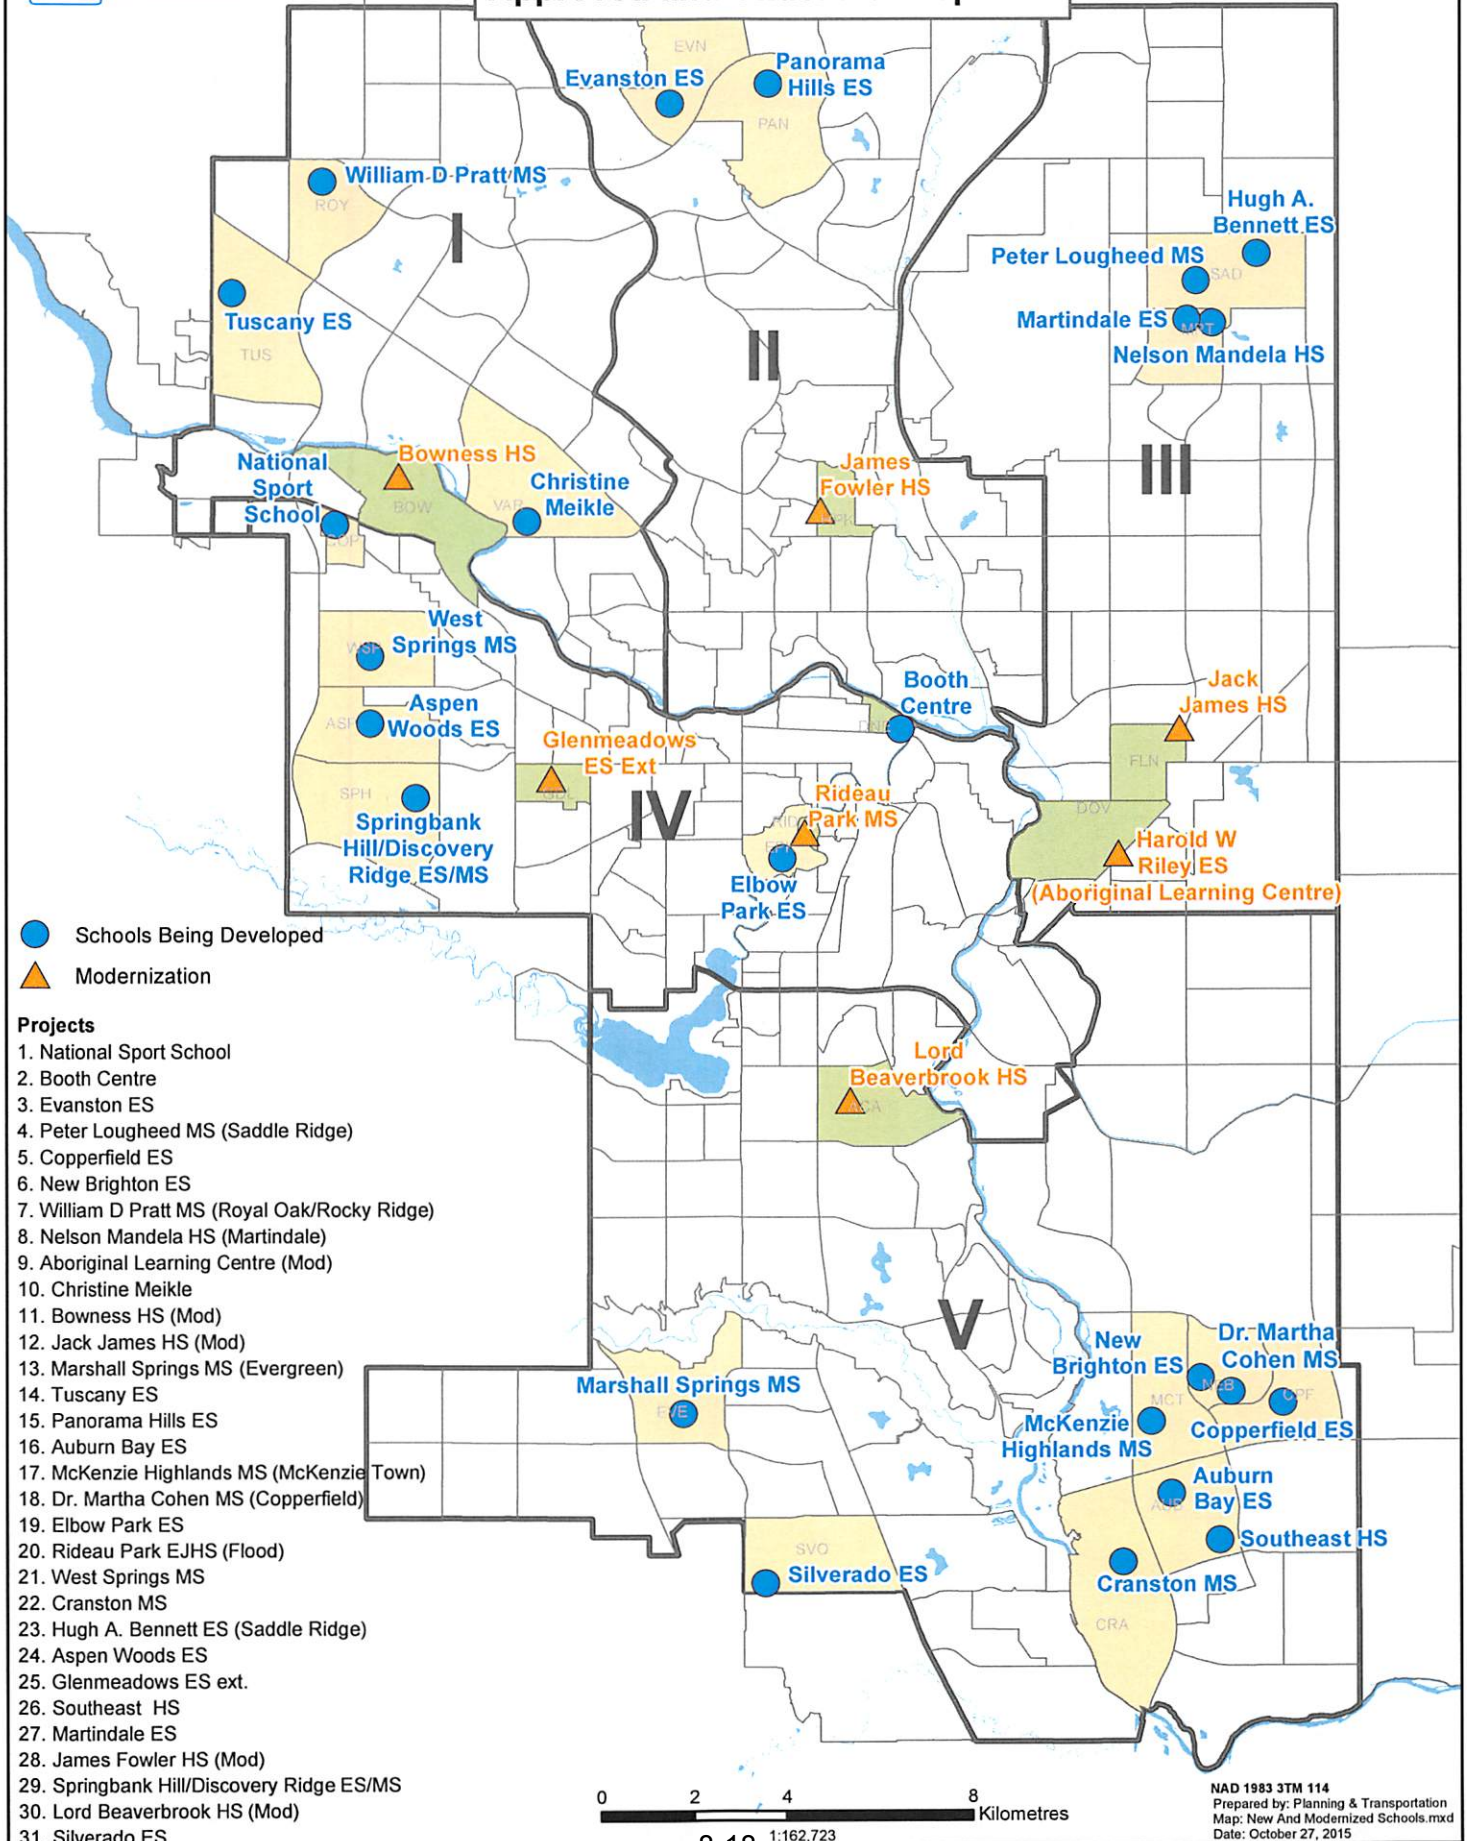 EVN
Evanston ES
Panorama
Hills ES
PAN
William D Pratt MS
ROY
I
Hugh A.
Bennett ES
Peter Lougheed MS
SAD
Tuscany ES
TUS
Martindale ES
MRT
Nelson Mandela HS
II
III
National
Sport
School
Bowness HS
BOW
VAR
Christine
Meikle
James
Fowler HS
COP
West
Springs MS
WSP
Aspen
Woods ES
ASP
Booth
Centre
Jack
James HS
Glenmeadows
ES Ext
FLN
SPH
IV
Springbank
Hill/Discovery
Ridge ES/MS
Rideau
Park MS
RID
DOV
Elbow
Park ES
Harold W
Riley ES
(Aboriginal Learning Centre)
Schools Being Developed
Modernization
Lord
Beaverbrook HS
ACA
V
New
Brighton ES
Dr. Martha
Cohen MS
Marshall Springs MS
EVE
NEB
MCT
CPF
McKenzie
Highlands MS
Copperfield ES
Auburn
Bay ES
AUB
Southeast HS
SVO
Silverado ES
Cranston MS
CRA
Projects
1. National Sport School
2. Booth Centre
3. Evanston ES
4. Peter Lougheed MS (Saddle Ridge)
5. Copperfield ES
6. New Brighton ES
7. William D Pratt MS (Royal Oak/Rocky Ridge)
8. Nelson Mandela HS (Martindale)
9. Aboriginal Learning Centre (Mod)
10. Christine Meikle
11. Bowness HS (Mod)
12. Jack James HS (Mod)
13. Marshall Springs MS (Evergreen)
14. Tuscany ES
15. Panorama Hills ES
16. Auburn Bay ES
17. McKenzie Highlands MS (McKenzie Town)
18. Dr. Martha Cohen MS (Copperfield)
19. Elbow Park ES
20. Rideau Park EJHS (Flood)
21. West Springs MS
22. Cranston MS
23. Hugh A. Bennett ES (Saddle Ridge)
24. Aspen Woods ES
25. Glenmeadows ES ext.
26. Southeast HS
27. Martindale ES
28. James Fowler HS (Mod)
29. Springbank Hill/Discovery Ridge ES/MS
30. Lord Beaverbrook HS (Mod)
31. Silverado ES
0 2 4 8
Kilometres
1:162,723
NAD 1983 3TM 114
Prepared by: Planning & Transportation
Map: New And Modernized Schools.mxd
Date: October 27, 2015